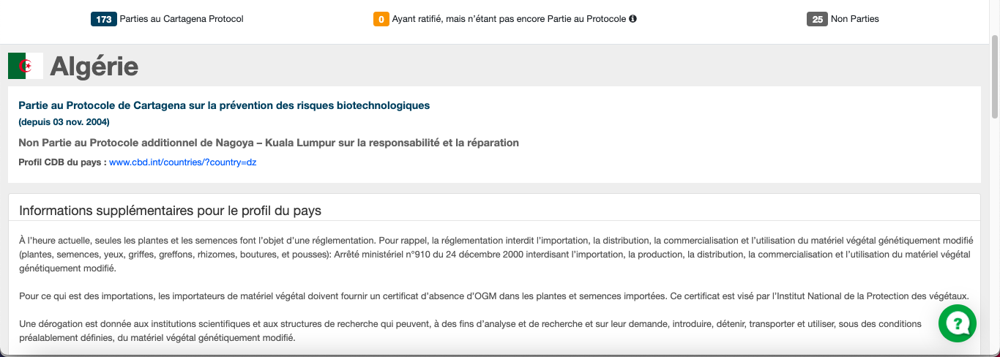 173 Parties au Cartagena Protocol
0 Ayant ratifié, mais n’étant pas encore Partie au Protocole
25 Non Parties
Algérie
Partie au Protocole de Cartagena sur la prévention des risques biotechnologiques
(depuis 03 nov. 2004)
Non Partie au Protocole additionnel de Nagoya – Kuala Lumpur sur la responsabilité et la réparation
Profil CDB du pays : www.cbd.int/countries/?country=dz
Informations supplémentaires pour le profil du pays
À l’heure actuelle, seules les plantes et les semences font l’objet d’une réglementation. Pour rappel, la réglementation interdit l’importation, la distribution, la commercialisation et l’utilisation du matériel végétal génétiquement modifié
(plantes, semences, yeux, griffes, greffons, rhizomes, boutures, et pousses): Arrêté ministériel n°910 du 24 décembre 2000 interdisant l’importation, la production, la distribution, la commercialisation et l’utilisation du matériel végétal
génétiquement modifié.
Pour ce qui est des importations, les importateurs de matériel végétal doivent fournir un certificat d’absence d’OGM dans les plantes et semences importées. Ce certificat est visé par l’Institut National de la Protection des végétaux.
Une dérogation est donnée aux institutions scientifiques et aux structures de recherche qui peuvent, à des fins d’analyse et de recherche et sur leur demande, introduire, détenir, transporter et utiliser, sous des conditions
préalablement définies, du matériel végétal génétiquement modifié.
?